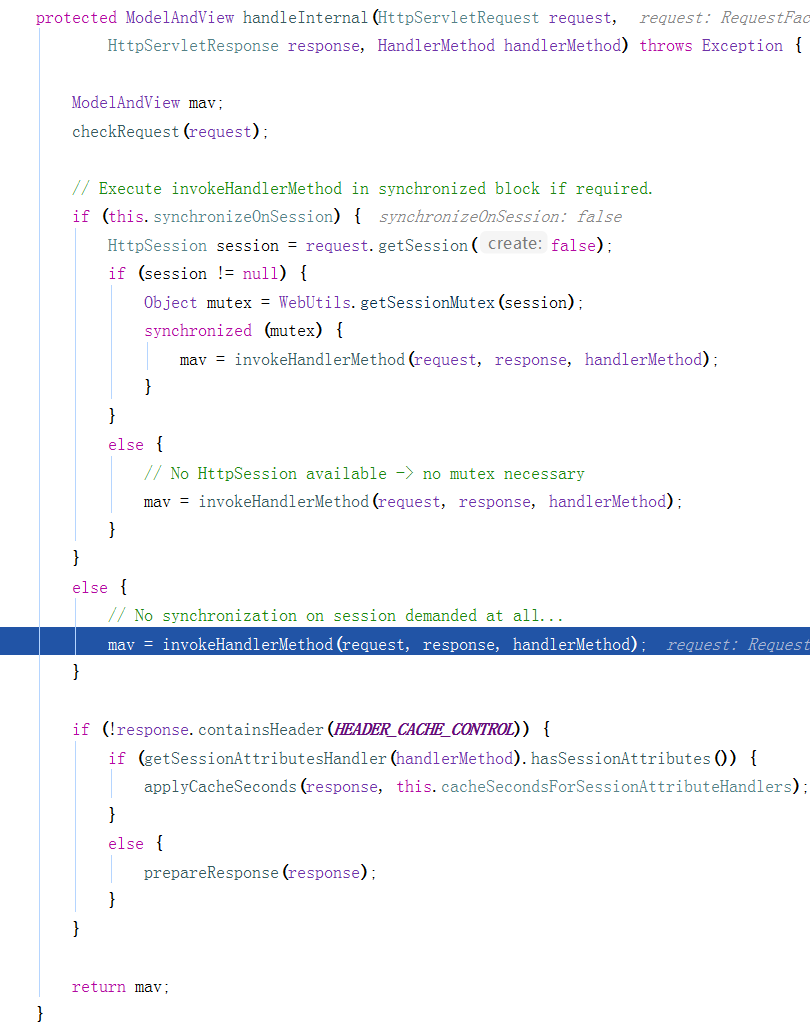 protected ModelAndView handleInternal(HttpServletRequest request,  request: RequestFac
        HttpServletResponse response, HandlerMethod handlerMethod) throws Exception {
    ModelAndView mav;
    checkRequest(request);
    // Execute invokeHandlerMethod in synchronized block if required.
    if (this.synchronizeOnSession) {  synchronizeOnSession: false
        HttpSession session = request.getSession( create: false);
        if (session != null) {
            Object mutex = WebUtils.getSessionMutex(session);
            synchronized (mutex) {
                mav = invokeHandlerMethod(request, response, handlerMethod);
            }
        }
        else {
            // No HttpSession available -> no mutex necessary
            mav = invokeHandlerMethod(request, response, handlerMethod);
        }
    }
    else {
        // No synchronization on session demanded at all...
        mav = invokeHandlerMethod(request, response, handlerMethod);  request: Request
    }
    if (!response.containsHeader(HEADER_CACHE_CONTROL)) {
        if (getSessionAttributesHandler(handlerMethod).hasSessionAttributes()) {
            applyCacheSeconds(response, this.cacheSecondsForSessionAttributeHandlers);
        }
        else {
            prepareResponse(response);
        }
    }
    return mav;
}